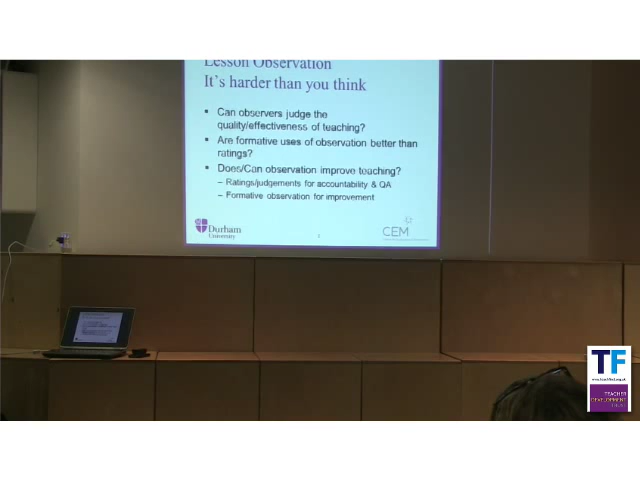 Lesson Observation
It's harder than you think
▪ Can observers judge the
quality/effectiveness of teaching?
▪ Are formative uses of observation better than
ratings?
▪ Does/Can observation improve teaching?
– Ratings/judgements for accountability & QA
– Formative observation for improvement
Durham
University
CEM
TF
TEACHER
DEVELOPMENT